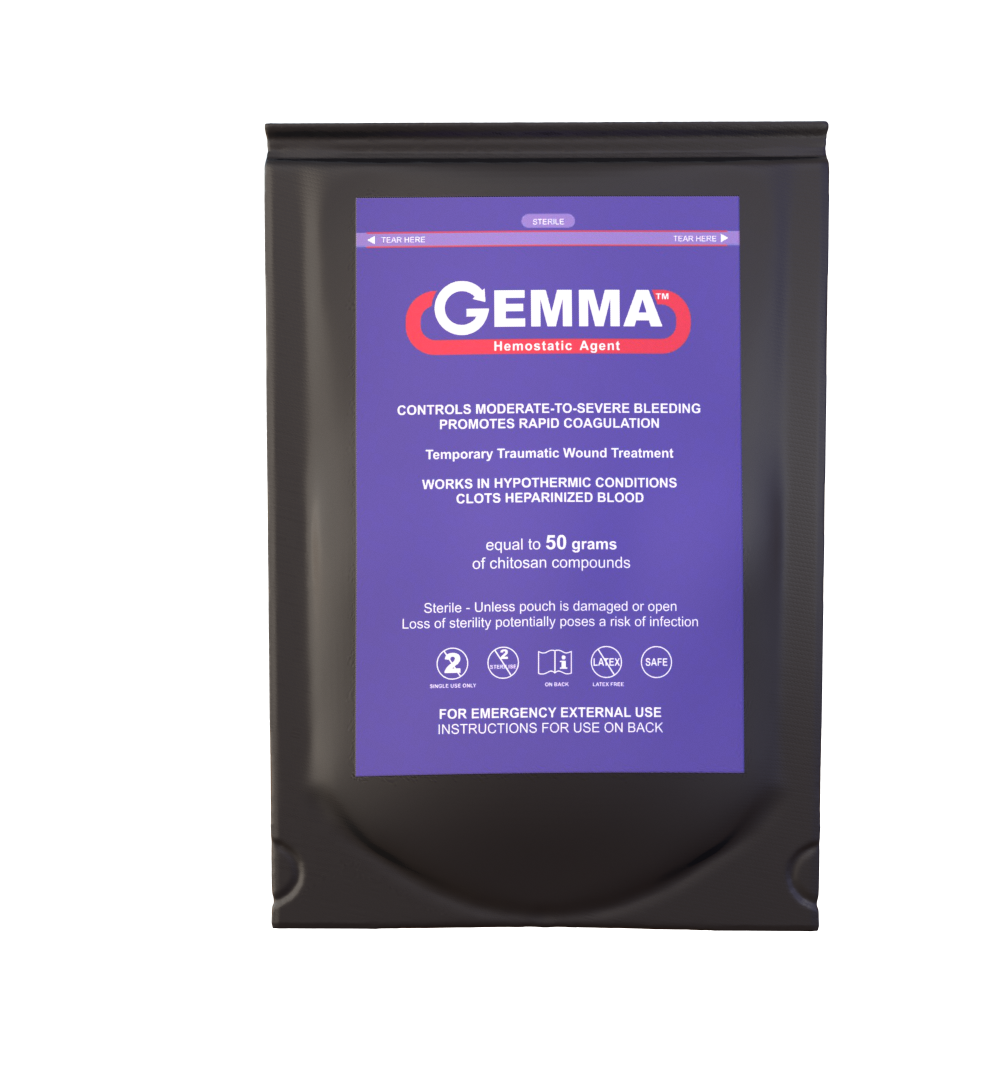 STERILE
TEAR HERE TEAR HERE
GEMMA™
Hemostatic Agent
CONTROLS MODERATE-TO-SEVERE BLEEDING
PROMOTES RAPID COAGULATION
Temporary Traumatic Wound Treatment
WORKS IN HYPOTHERMIC CONDITIONS
CLOTS HEPARINIZED BLOOD
equal to 50 grams
of chitosan compounds
Sterile - Unless pouch is damaged or open
Loss of sterility potentially poses a risk of infection
2 2 STERILISE i LATEX SAFE
SINGLE USE ONLY ON BACK LATEX FREE
FOR EMERGENCY EXTERNAL USE
INSTRUCTIONS FOR USE ON BACK